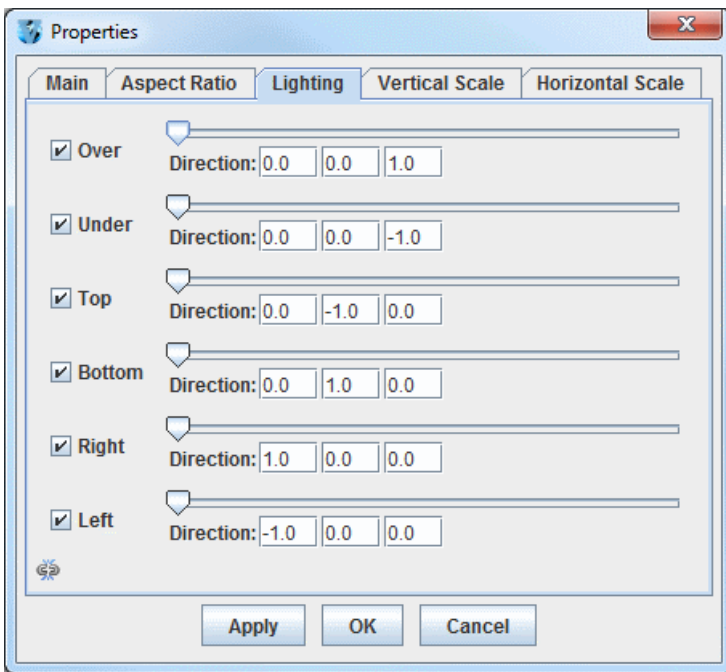 Properties
Main Aspect Ratio Lighting Vertical Scale Horizontal Scale
Over
Direction: 0.0 0.0 1.0
Under
Direction: 0.0 0.0 -1.0
Top
Direction: 0.0 -1.0 0.0
Bottom
Direction: 0.0 1.0 0.0
Right
Direction: 1.0 0.0 0.0
Left
Direction: -1.0 0.0 0.0
Apply OK Cancel